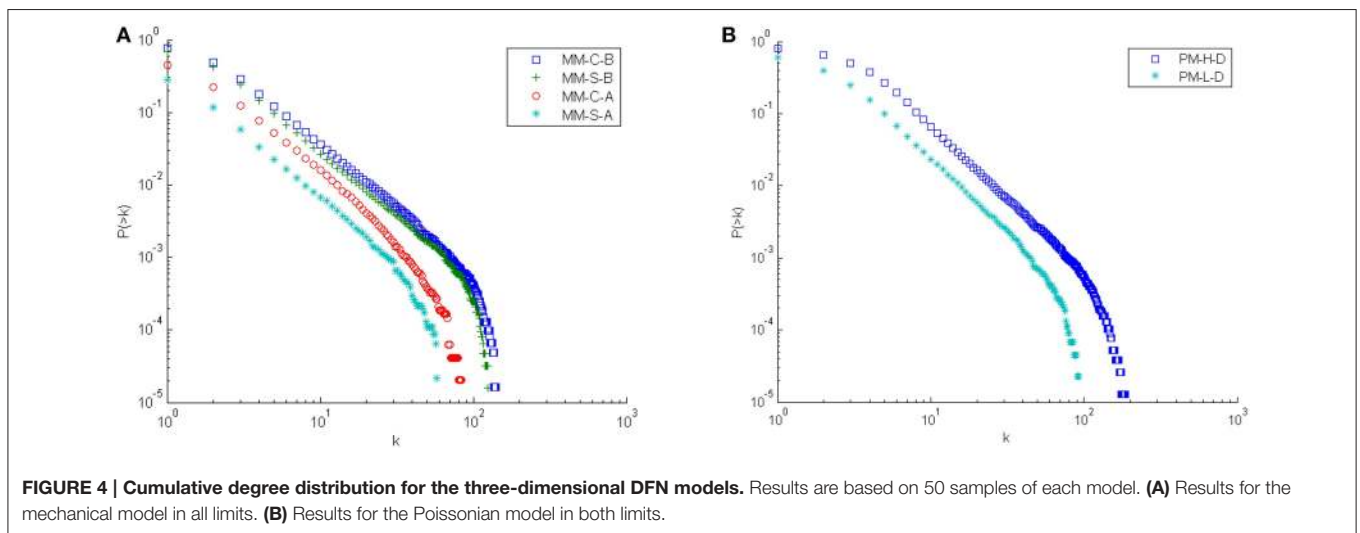 A
10^0
10^-1
10^-2
10^-3
10^-4
10^-5
P(>k)
10^0
10^1
10^2
10^3
k
MM-C-B
MM-S-B
MM-C-A
MM-S-A
B
10^0
10^-1
10^-2
10^-3
10^-4
10^-5
P(>k)
10^0
10^1
10^2
10^3
k
PM-H-D
PM-L-D
FIGURE 4 | Cumulative degree distribution for the three-dimensional DFN models. Results are based on 50 samples of each model. (A) Results for the
mechanical model in all limits. (B) Results for the Poissonian model in both limits.